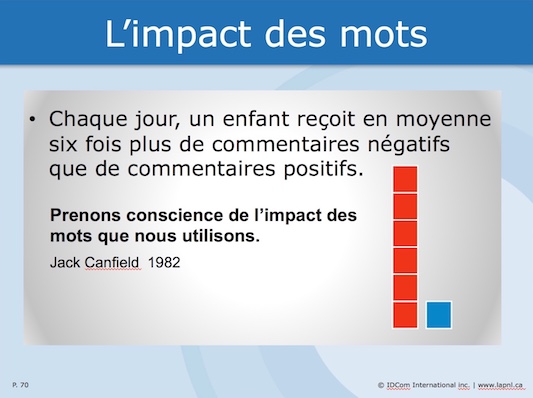 L’impact des mots
• Chaque jour, un enfant reçoit en moyenne
six fois plus de commentaires négatifs
que de commentaires positifs.
Prenons conscience de l’impact des
mots que nous utilisons.
Jack Canfield 1982
P. 70
© IDCom International inc. | www.lapnl.ca